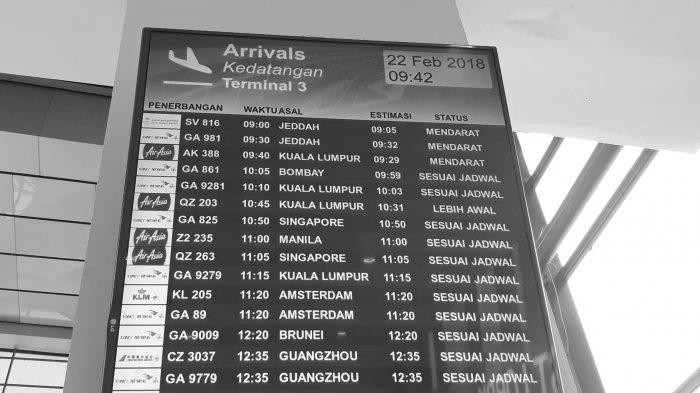 Arrivals
Kedatangan
Terminal 3
22 Feb 2018
09:42
PENERBANGAN WAKTU ASAL ESTIMASI STATUS
SV 816 09:00 JEDDAH 09:05 MENDARAT
GA 981 09:30 JEDDAH 09:32 MENDARAT
AirAsia AK 388 09:40 KUALA LUMPUR 09:29 MENDARAT
GA 861 10:05 BOMBAY 09:59 SESUAI JADWAL
GA 9281 10:10 KUALA LUMPUR 10:03 SESUAI JADWAL
AirAsia QZ 203 10:45 KUALA LUMPUR 10:31 LEBIH AWAL
GA 825 10:50 SINGAPORE 10:50 SESUAI JADWAL
AirAsia Z2 235 11:00 MANILA 11:00 SESUAI JADWAL
AirAsia QZ 263 11:05 SINGAPORE 11:05 SESUAI JADWAL
GA 9279 11:15 KUALA LUMPUR 11:15 SESUAI JADWAL
KLM KL 205 11:20 AMSTERDAM 11:20 SESUAI JADWAL
GA 89 11:20 AMSTERDAM 11:20 SESUAI JADWAL
GA 9009 12:20 BRUNEI 12:20 SESUAI JADWAL
CZ 3037 12:35 GUANGZHOU 12:35 SESUAI JADWAL
GA 9779 12:35 GUANGZHOU 12:35 SESUAI JADWAL